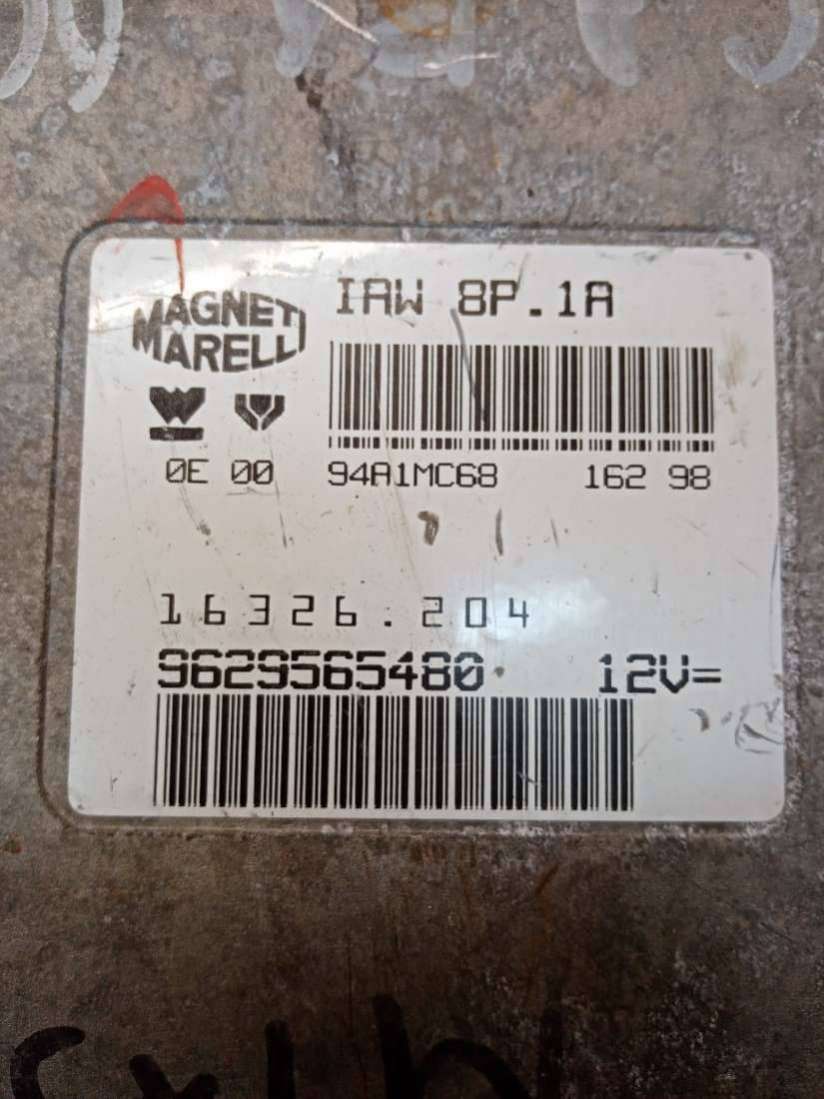 MAGNETI
MARELLI
IAW 8P.1A
0E 00
94A1MC68 162 98
16326.204
9629565480 12V=